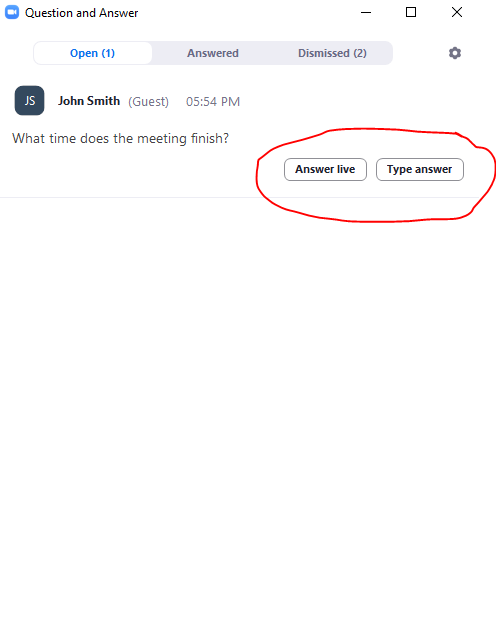 Question and Answer
Open (1) Answered Dismissed (2)
JS John Smith (Guest) 05:54 PM
What time does the meeting finish?
Answer live Type answer